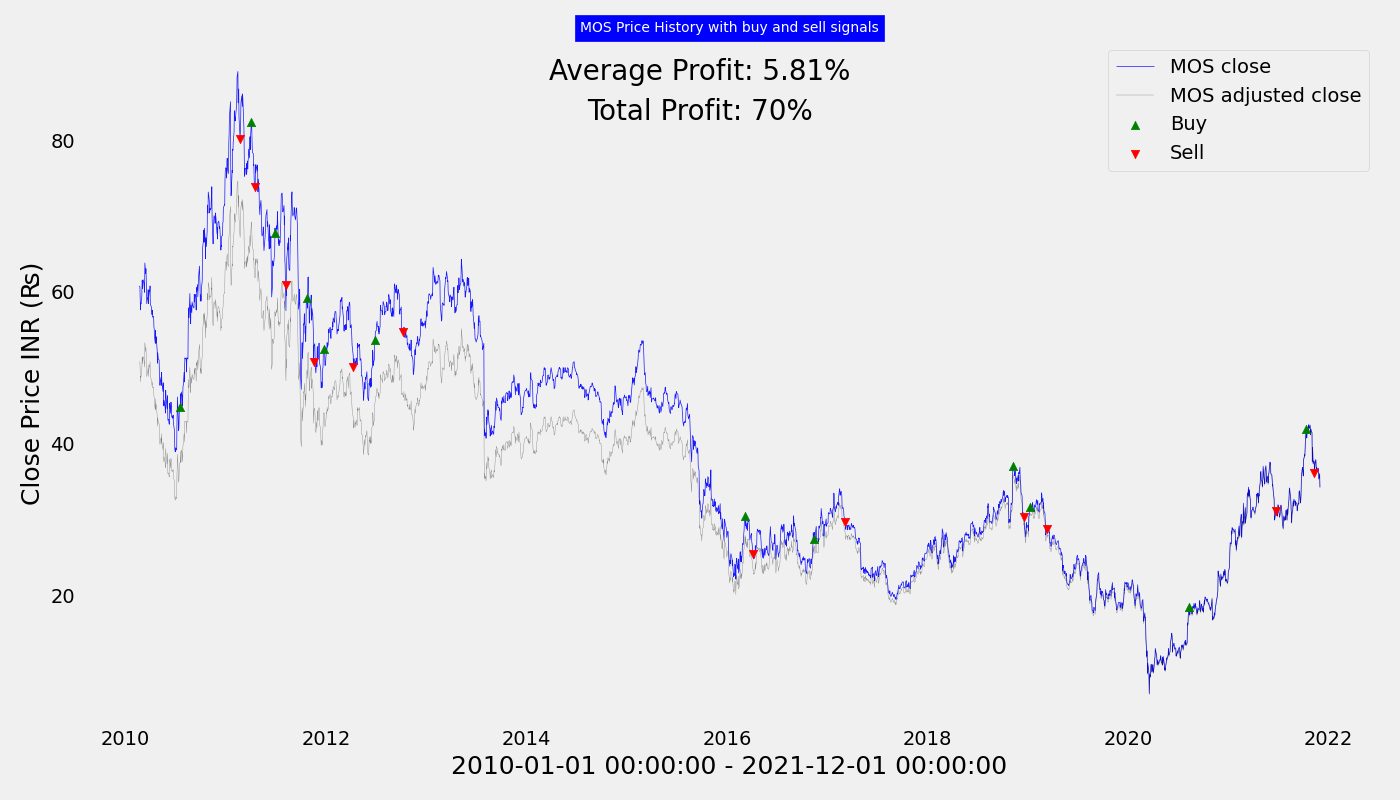 MOS Price History with buy and sell signals
Average Profit: 5.81%
Total Profit: 70%
MOS close
MOS adjusted close
Buy
Sell
Close Price INR (₨)
80
60
40
20
2010 2012 2014 2016 2018 2020 2022
2010-01-01 00:00:00 - 2021-12-01 00:00:00